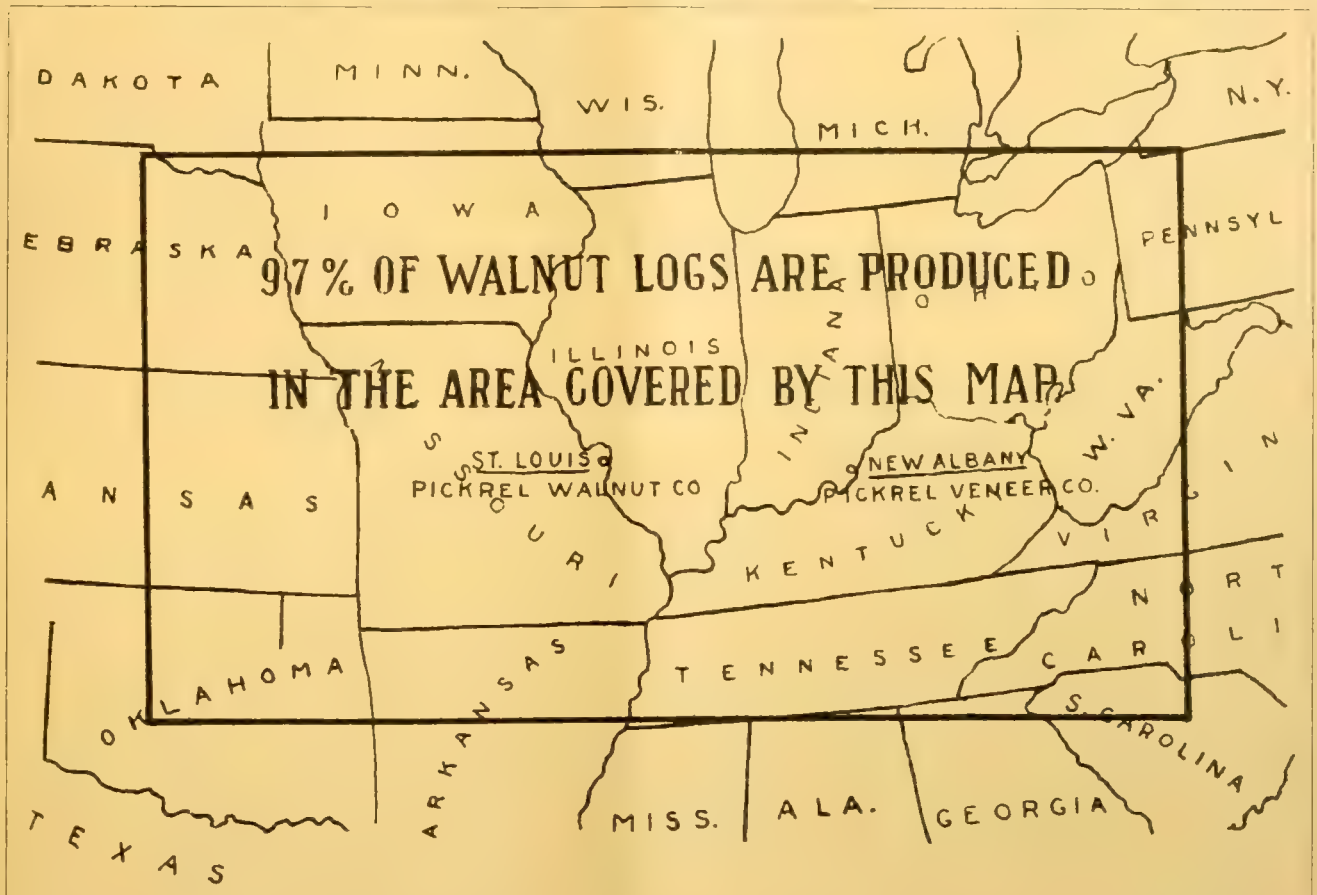 DAKOTA
MINN.
WIS.
MICH.
N.Y.
IOWA
EBRASKA
PENNSYL
97% OF WALNUT LOGS ARE PRODUCED
OHIO
ILLINOIS
INDIANA
IN THE AREA COVERED BY THIS MAP.
W. VA.
MISSOURI
ST. LOUIS
PICKREL WALNUT CO
NEW ALBANY
PICKREL VENEER CO.
ANSAS
VIRGIN
KENTUCK
NORT
CAROLI
TENNESSEE
OKLAHOMA
ARKANSAS
S. CAROLINA
MISS.
ALA.
GEORGIA
TEXAS